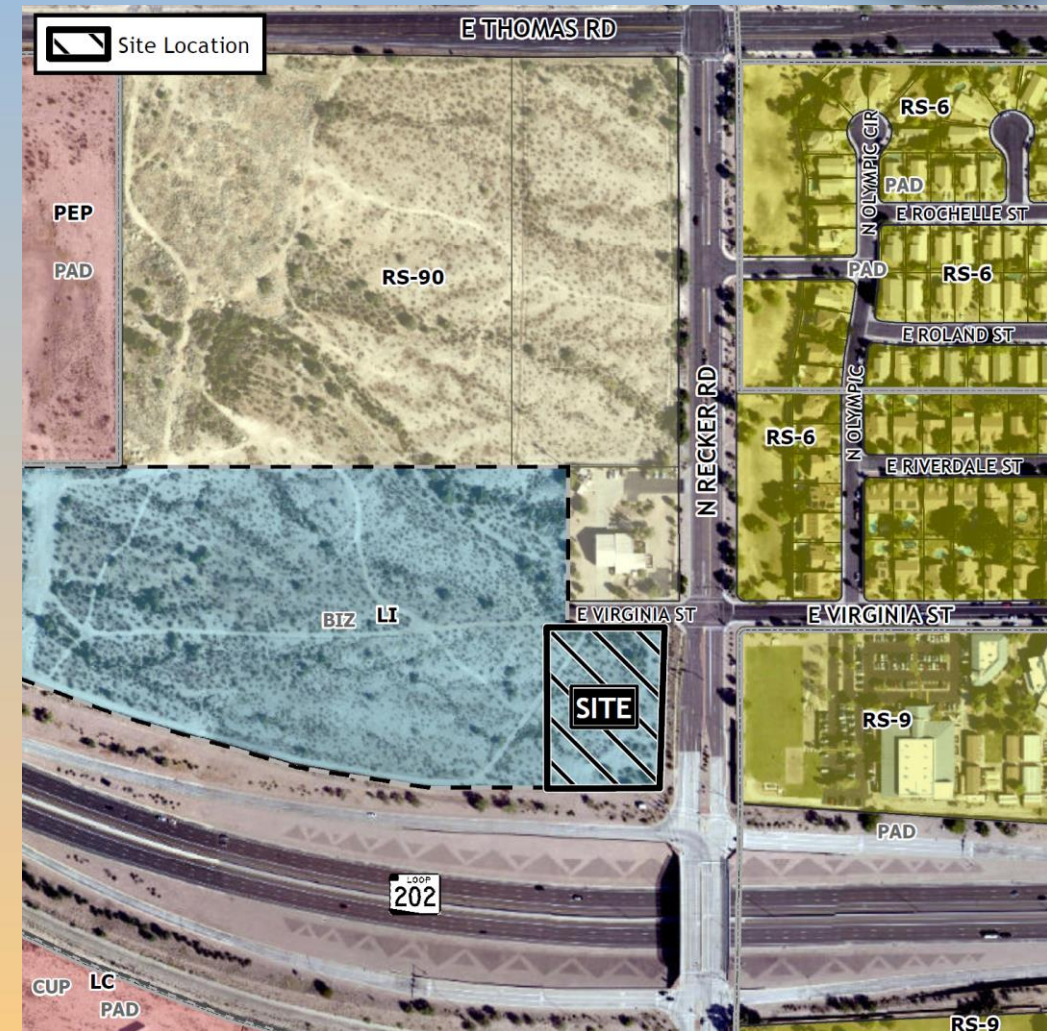 E THOMAS RD
Site Location
RS-6
N OLYMPIC CIR
PAD
PEP
E ROCHELLE ST
PAD
PAD
RS-90
RS-6
E ROLAND ST
N RECKER RD
N OLYMPIC
RS-6
E RIVERDALE ST
BIZ LI
E VIRGINIA ST
E VIRGINIA ST
SITE
RS-9
PAD
LOOP
202
CUP LC
PAD
RS-9